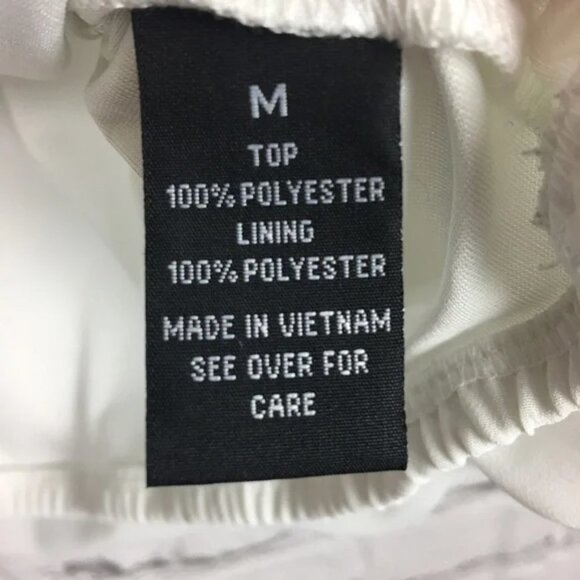 M
TOP
100% POLYESTER
LINING
100% POLYESTER
MADE IN VIETNAM
SEE OVER FOR
CARE